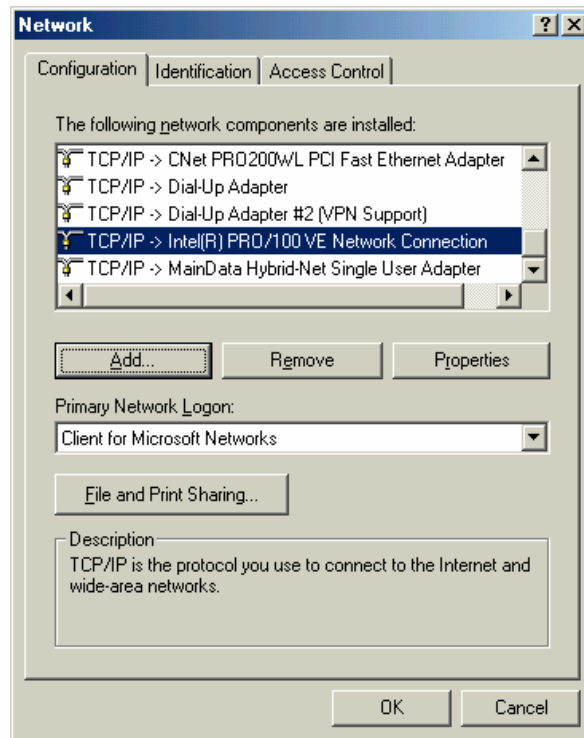 Network
Configuration Identification Access Control
The following network components are installed:
TCP/IP -> CNet PRO200WL PCI Fast Ethernet Adapter
TCP/IP -> Dial-Up Adapter
TCP/IP -> Dial-Up Adapter #2 (VPN Support)
TCP/IP -> Intel(R) PRO/100 VE Network Connection
TCP/IP -> MainData Hybrid-Net Single User Adapter
Add... Remove Properties
Primary Network Logon:
Client for Microsoft Networks
File and Print Sharing...
Description
TCP/IP is the protocol you use to connect to the Internet and
wide-area networks.
OK Cancel